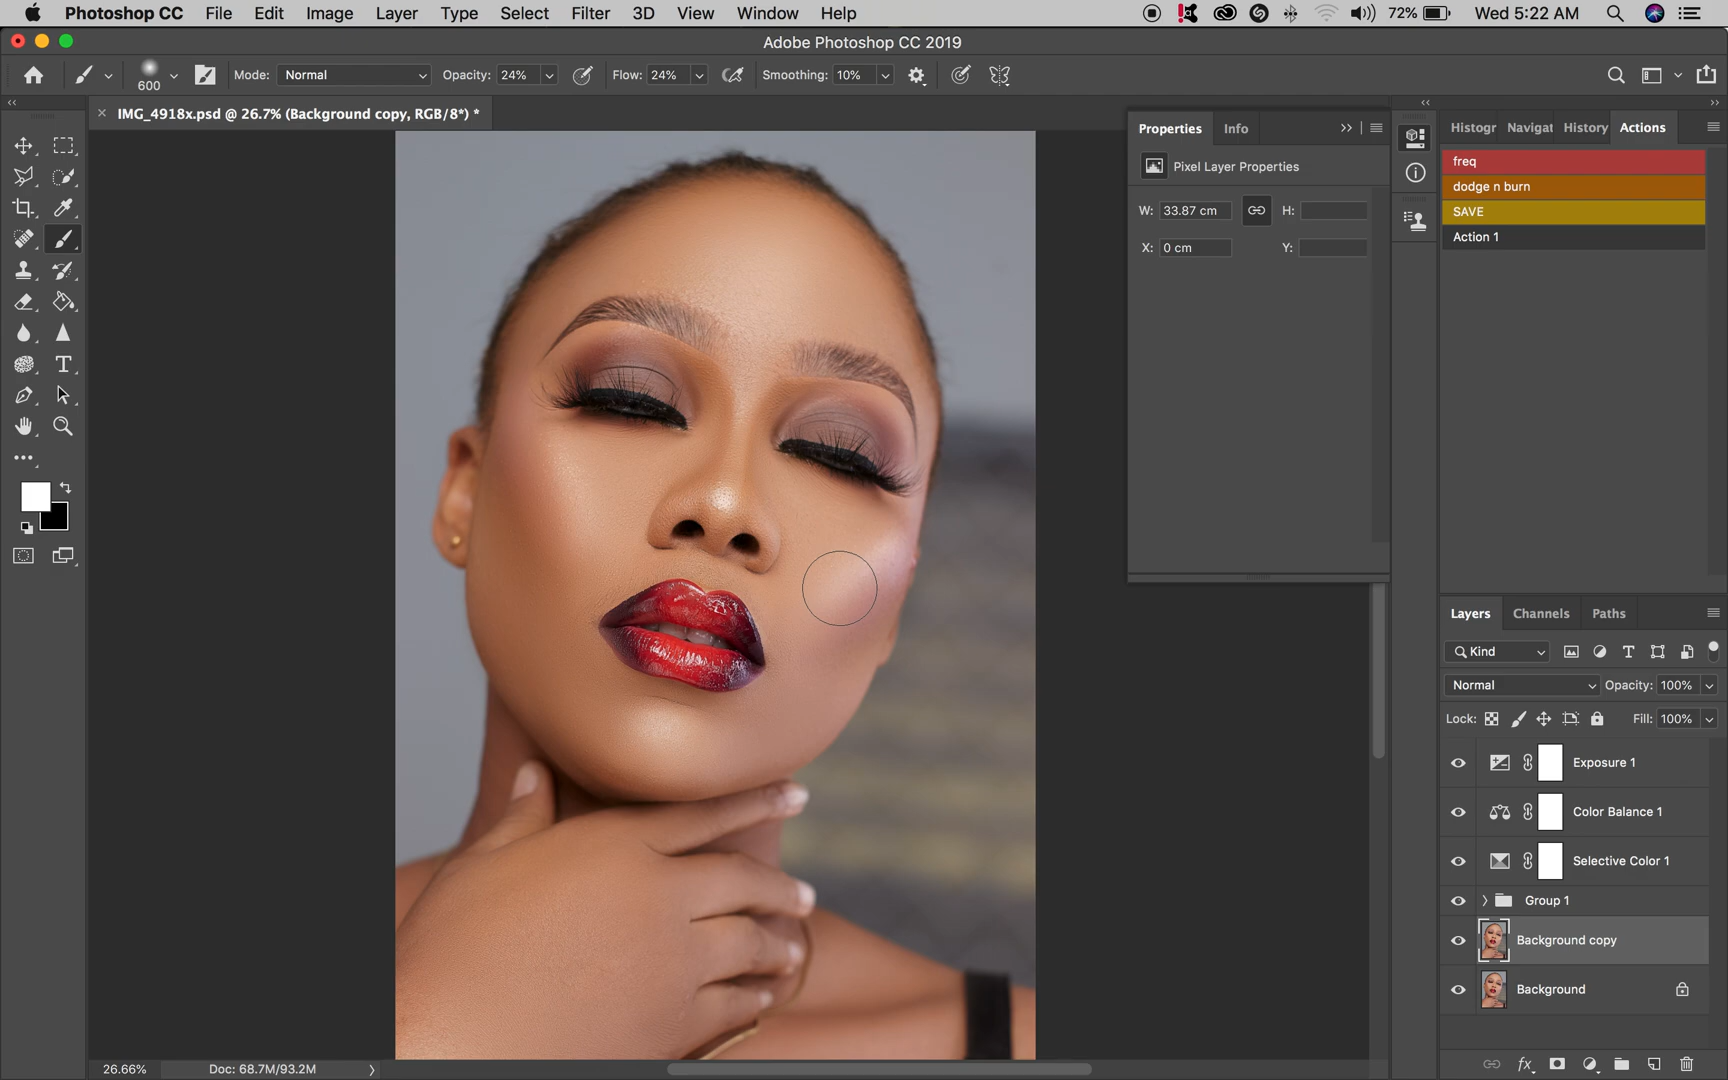 Photoshop CC File Edit Image Layer Type Select Filter 3D View Window Help 72% Wed 5:22 AM
Adobe Photoshop CC 2019
600 Mode: Normal Opacity: 24% Flow: 24% Smoothing: 10%
IMG_4918x.psd @ 26.7% (Background copy, RGB/8*) *
Properties Info
Pixel Layer Properties
W: 33.87 cm H:
X: 0 cm Y:
Histogr Navigat History Actions
freq
dodge n burn
SAVE
Action 1
Layers Channels Paths
Kind
Normal Opacity: 100%
Lock: Fill: 100%
Exposure 1
Color Balance 1
Selective Color 1
Group 1
Background copy
Background
26.66% Doc: 68.7M/93.2M